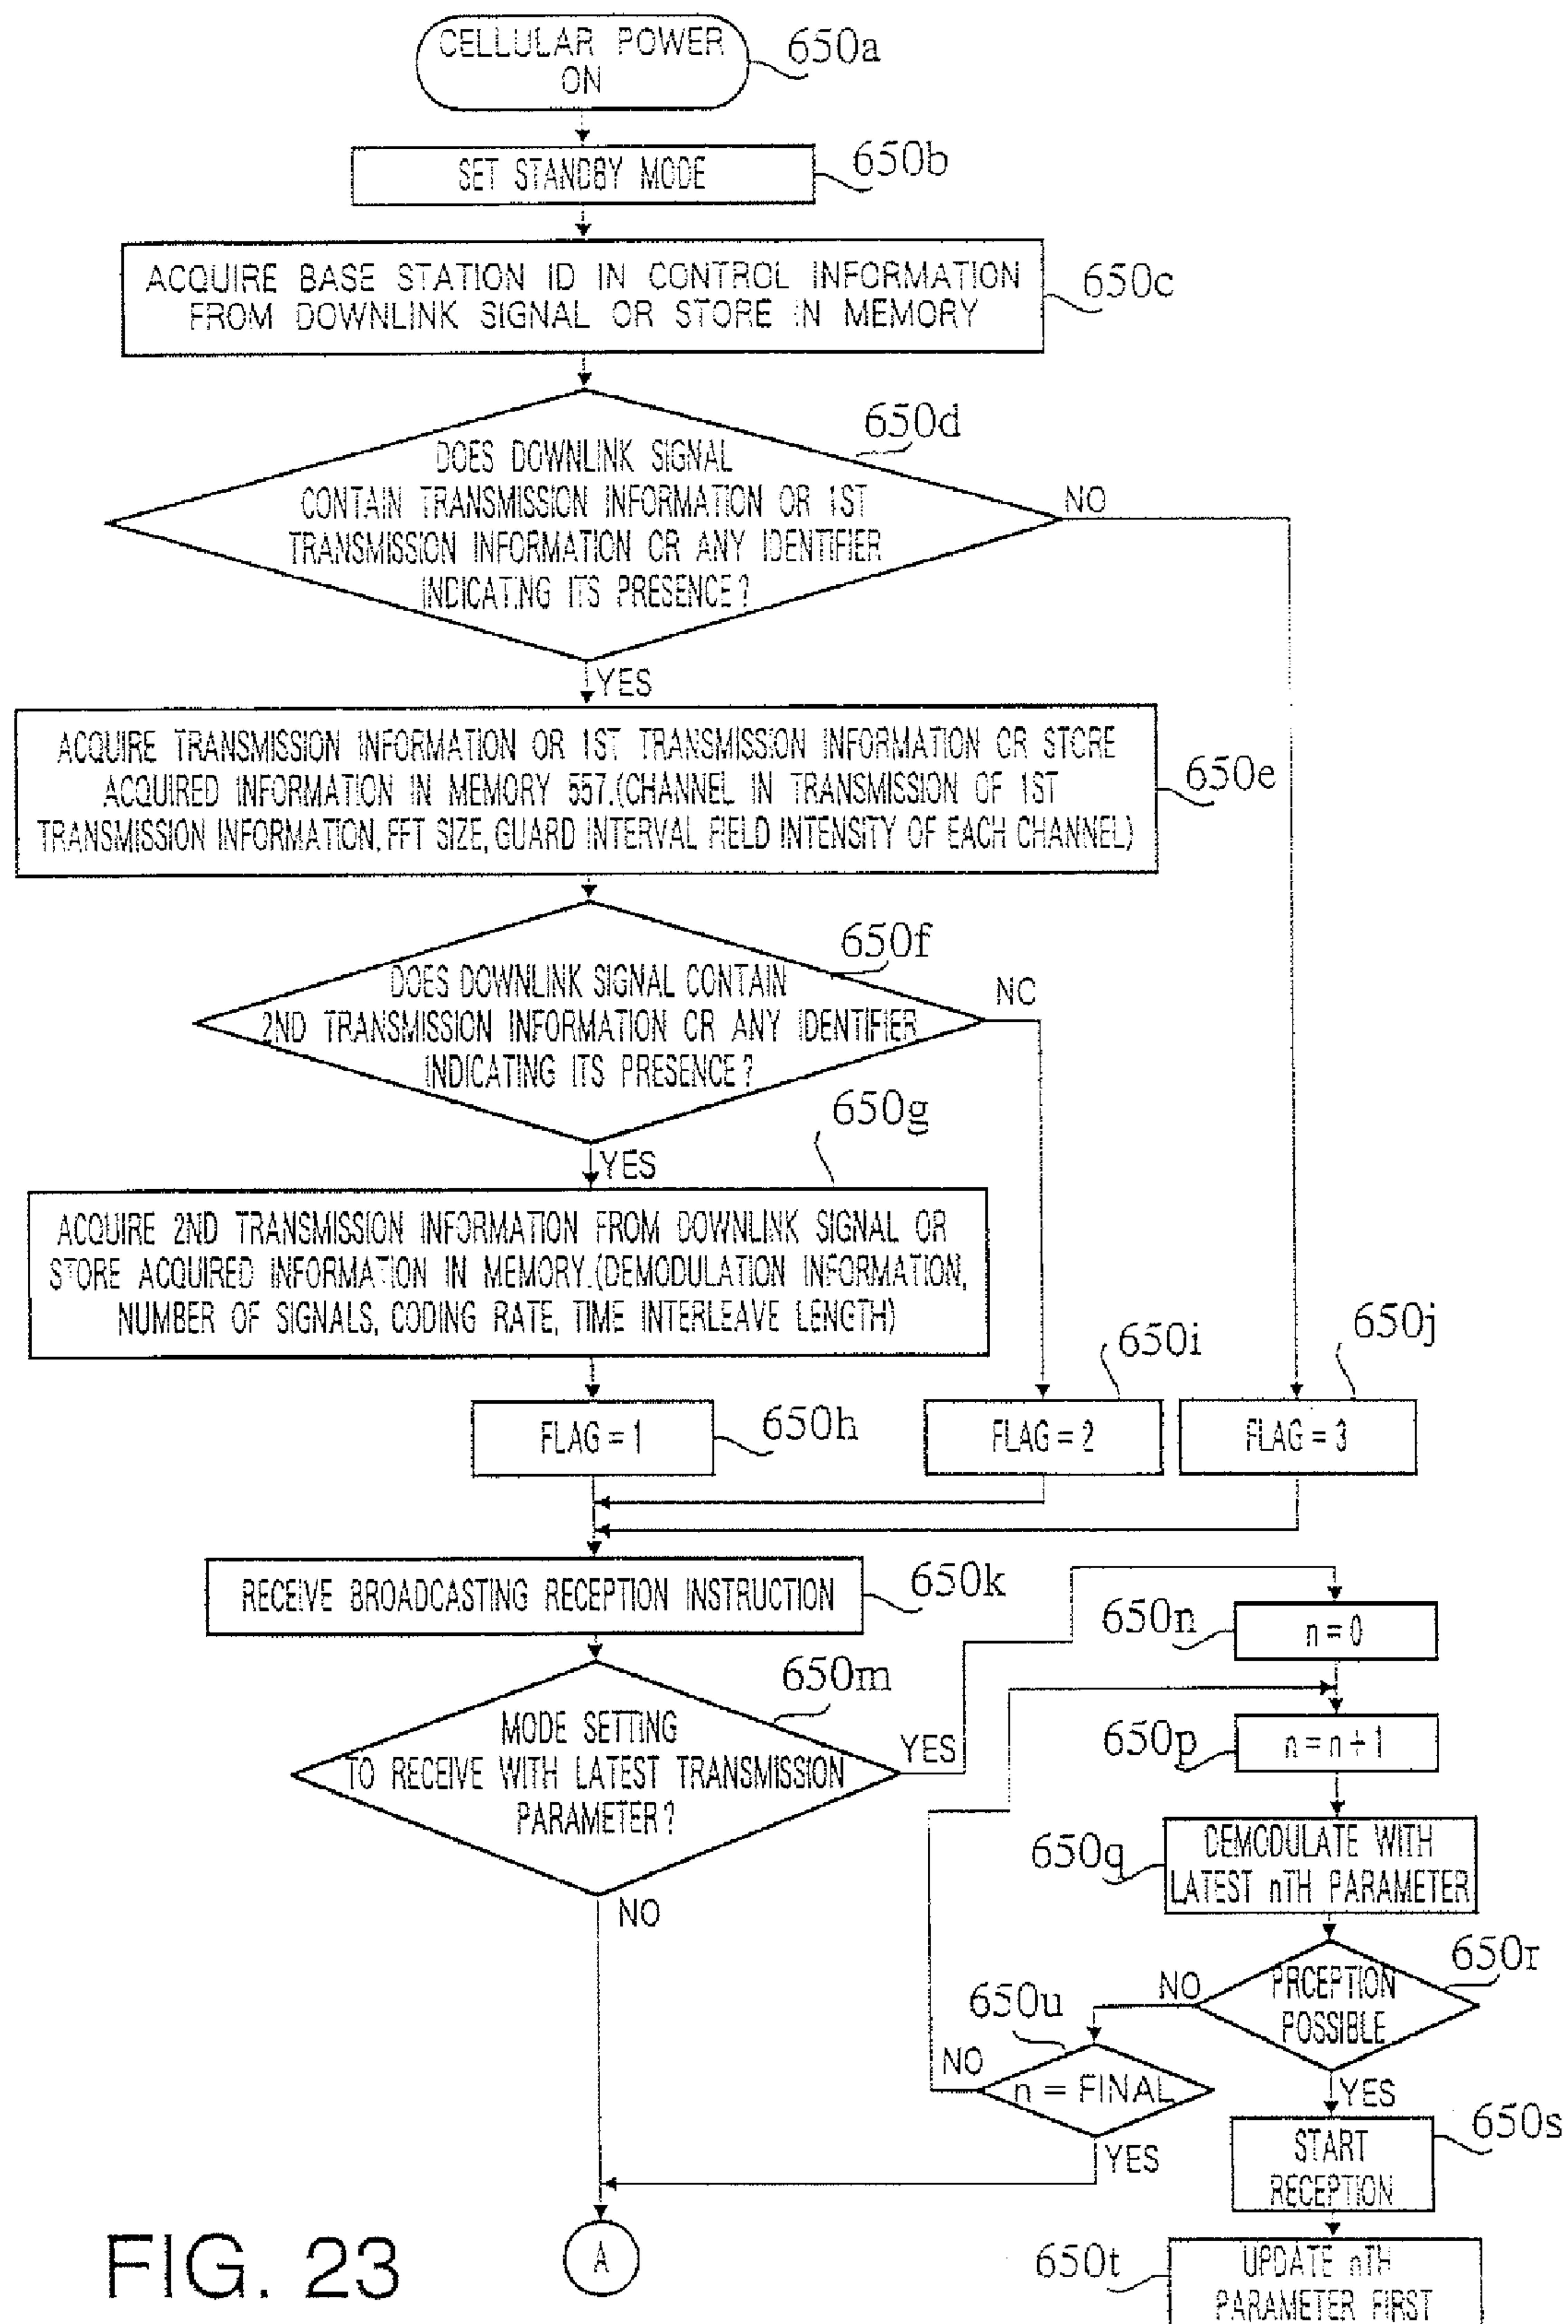 CELLULAR POWER
ON
650a
SET STANDBY MODE
650b
ACQUIRE BASE STATION ID IN CONTROL INFORMATION
FROM DOWNLINK SIGNAL OR STORE IN MEMORY
650c
650d
DOES DOWNLINK SIGNAL
CONTAIN TRANSMISSION INFORMATION OR 1ST
TRANSMISSION INFORMATION OR ANY IDENTIFIER
INDICATING ITS PRESENCE?
NO
YES
ACQUIRE TRANSMISSION INFORMATION OR 1ST TRANSMISSION INFORMATION OR STORE
ACQUIRED INFORMATION IN MEMORY 557.(CHANNEL IN TRANSMISSION OF 1ST
TRANSMISSION INFORMATION, FFT SIZE, GUARD INTERVAL FIELD INTENSITY OF EACH CHANNEL)
650e
650f
DOES DOWNLINK SIGNAL CONTAIN
2ND TRANSMISSION INFORMATION OR ANY IDENTIFIER
INDICATING ITS PRESENCE?
NO
650g
YES
ACQUIRE 2ND TRANSMISSION INFORMATION FROM DOWNLINK SIGNAL OR
STORE ACQUIRED INFORMATION IN MEMORY.(DEMODULATION INFORMATION,
NUMBER OF SIGNALS, CODING RATE, TIME INTERLEAVE LENGTH)
650i
650j
FLAG = 1
650h
FLAG = 2
FLAG = 3
RECEIVE BROADCASTING RECEPTION INSTRUCTION
650k
650n
n = 0
650m
MODE SETTING
TO RECEIVE WITH LATEST TRANSMISSION
PARAMETER?
YES
NO
650p
n = n + 1
650q
DEMODULATE WITH
LATEST nTH PARAMETER
650r
PRCEPTION
POSSIBLE
NO
YES
650u
n = FINAL
NO
YES
START
RECEPTION
650s
650t
UPDATE nTH
PARAMETER FIRST
A
FIG. 23